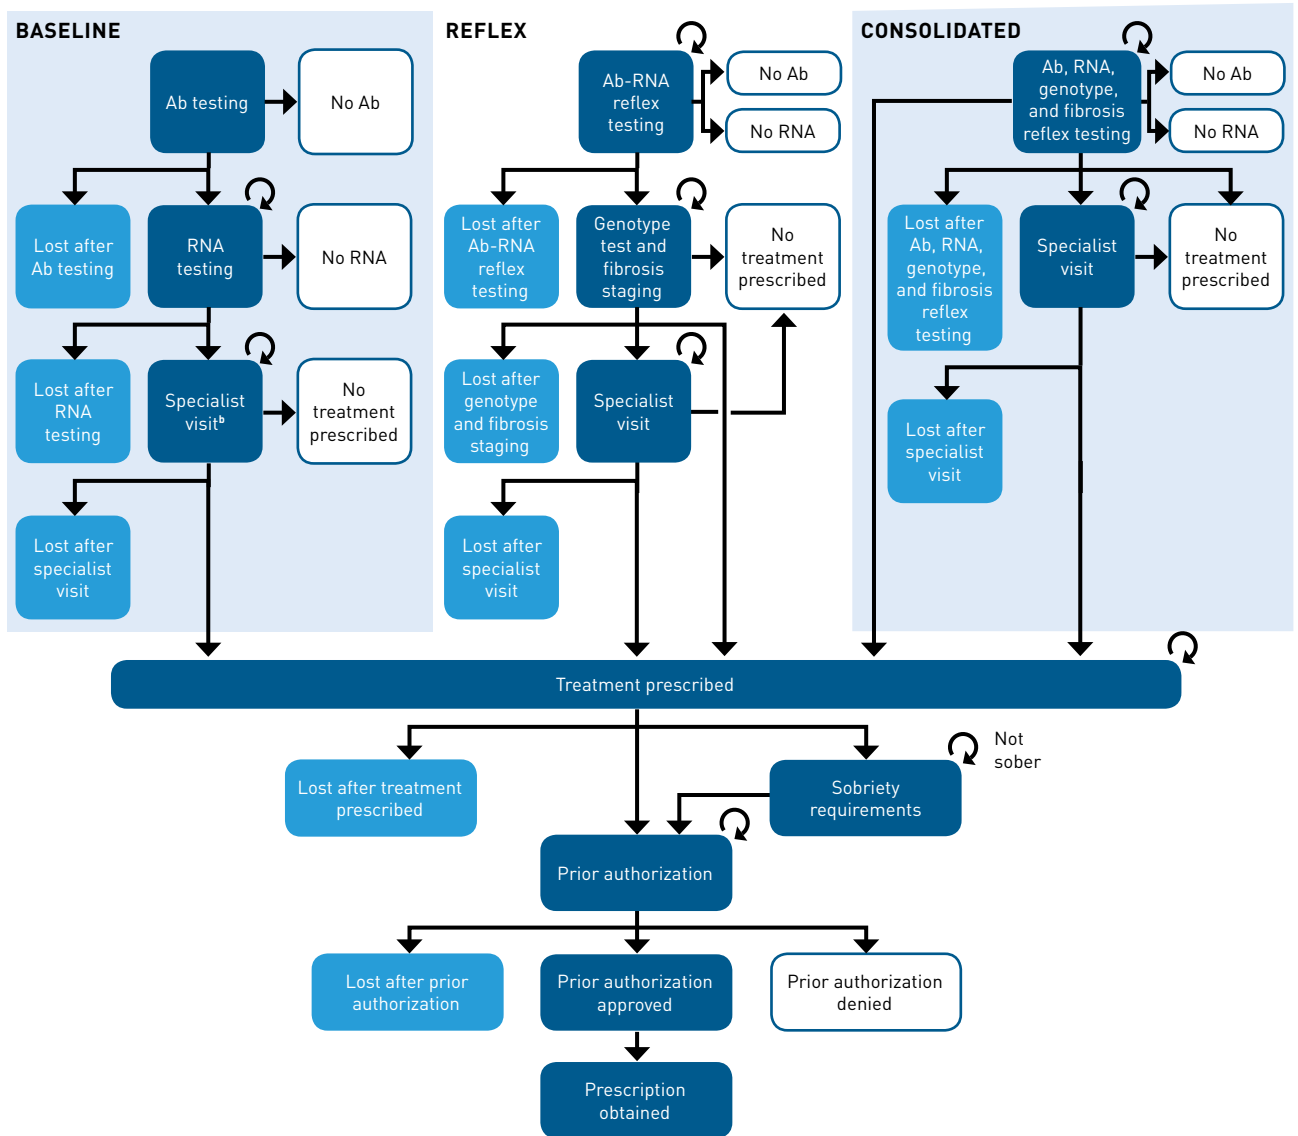 BASELINE
Ab testing
No Ab
Lost after
Ab testing
RNA
testing
No RNA
Lost after
RNA
testing
Specialist
visitᵇ
No
treatment
prescribed
Lost after
specialist
visit
REFLEX
Ab-RNA
reflex
testing
No Ab
No RNA
Lost after
Ab-RNA
reflex
testing
Genotype
test and
fibrosis
staging
No
treatment
prescribed
Lost after
genotype
and fibrosis
staging
Specialist
visit
Lost after
specialist
visit
CONSOLIDATED
Ab, RNA,
genotype,
and fibrosis
reflex testing
No Ab
No RNA
Lost after
Ab, RNA,
genotype,
and fibrosis
reflex
testing
Specialist
visit
No
treatment
prescribed
Lost after
specialist
visit
Treatment prescribed
Lost after treatment
prescribed
Sobriety
requirements
Not
sober
Prior authorization
Lost after prior
authorization
Prior authorization
approved
Prior authorization
denied
Prescription
obtained